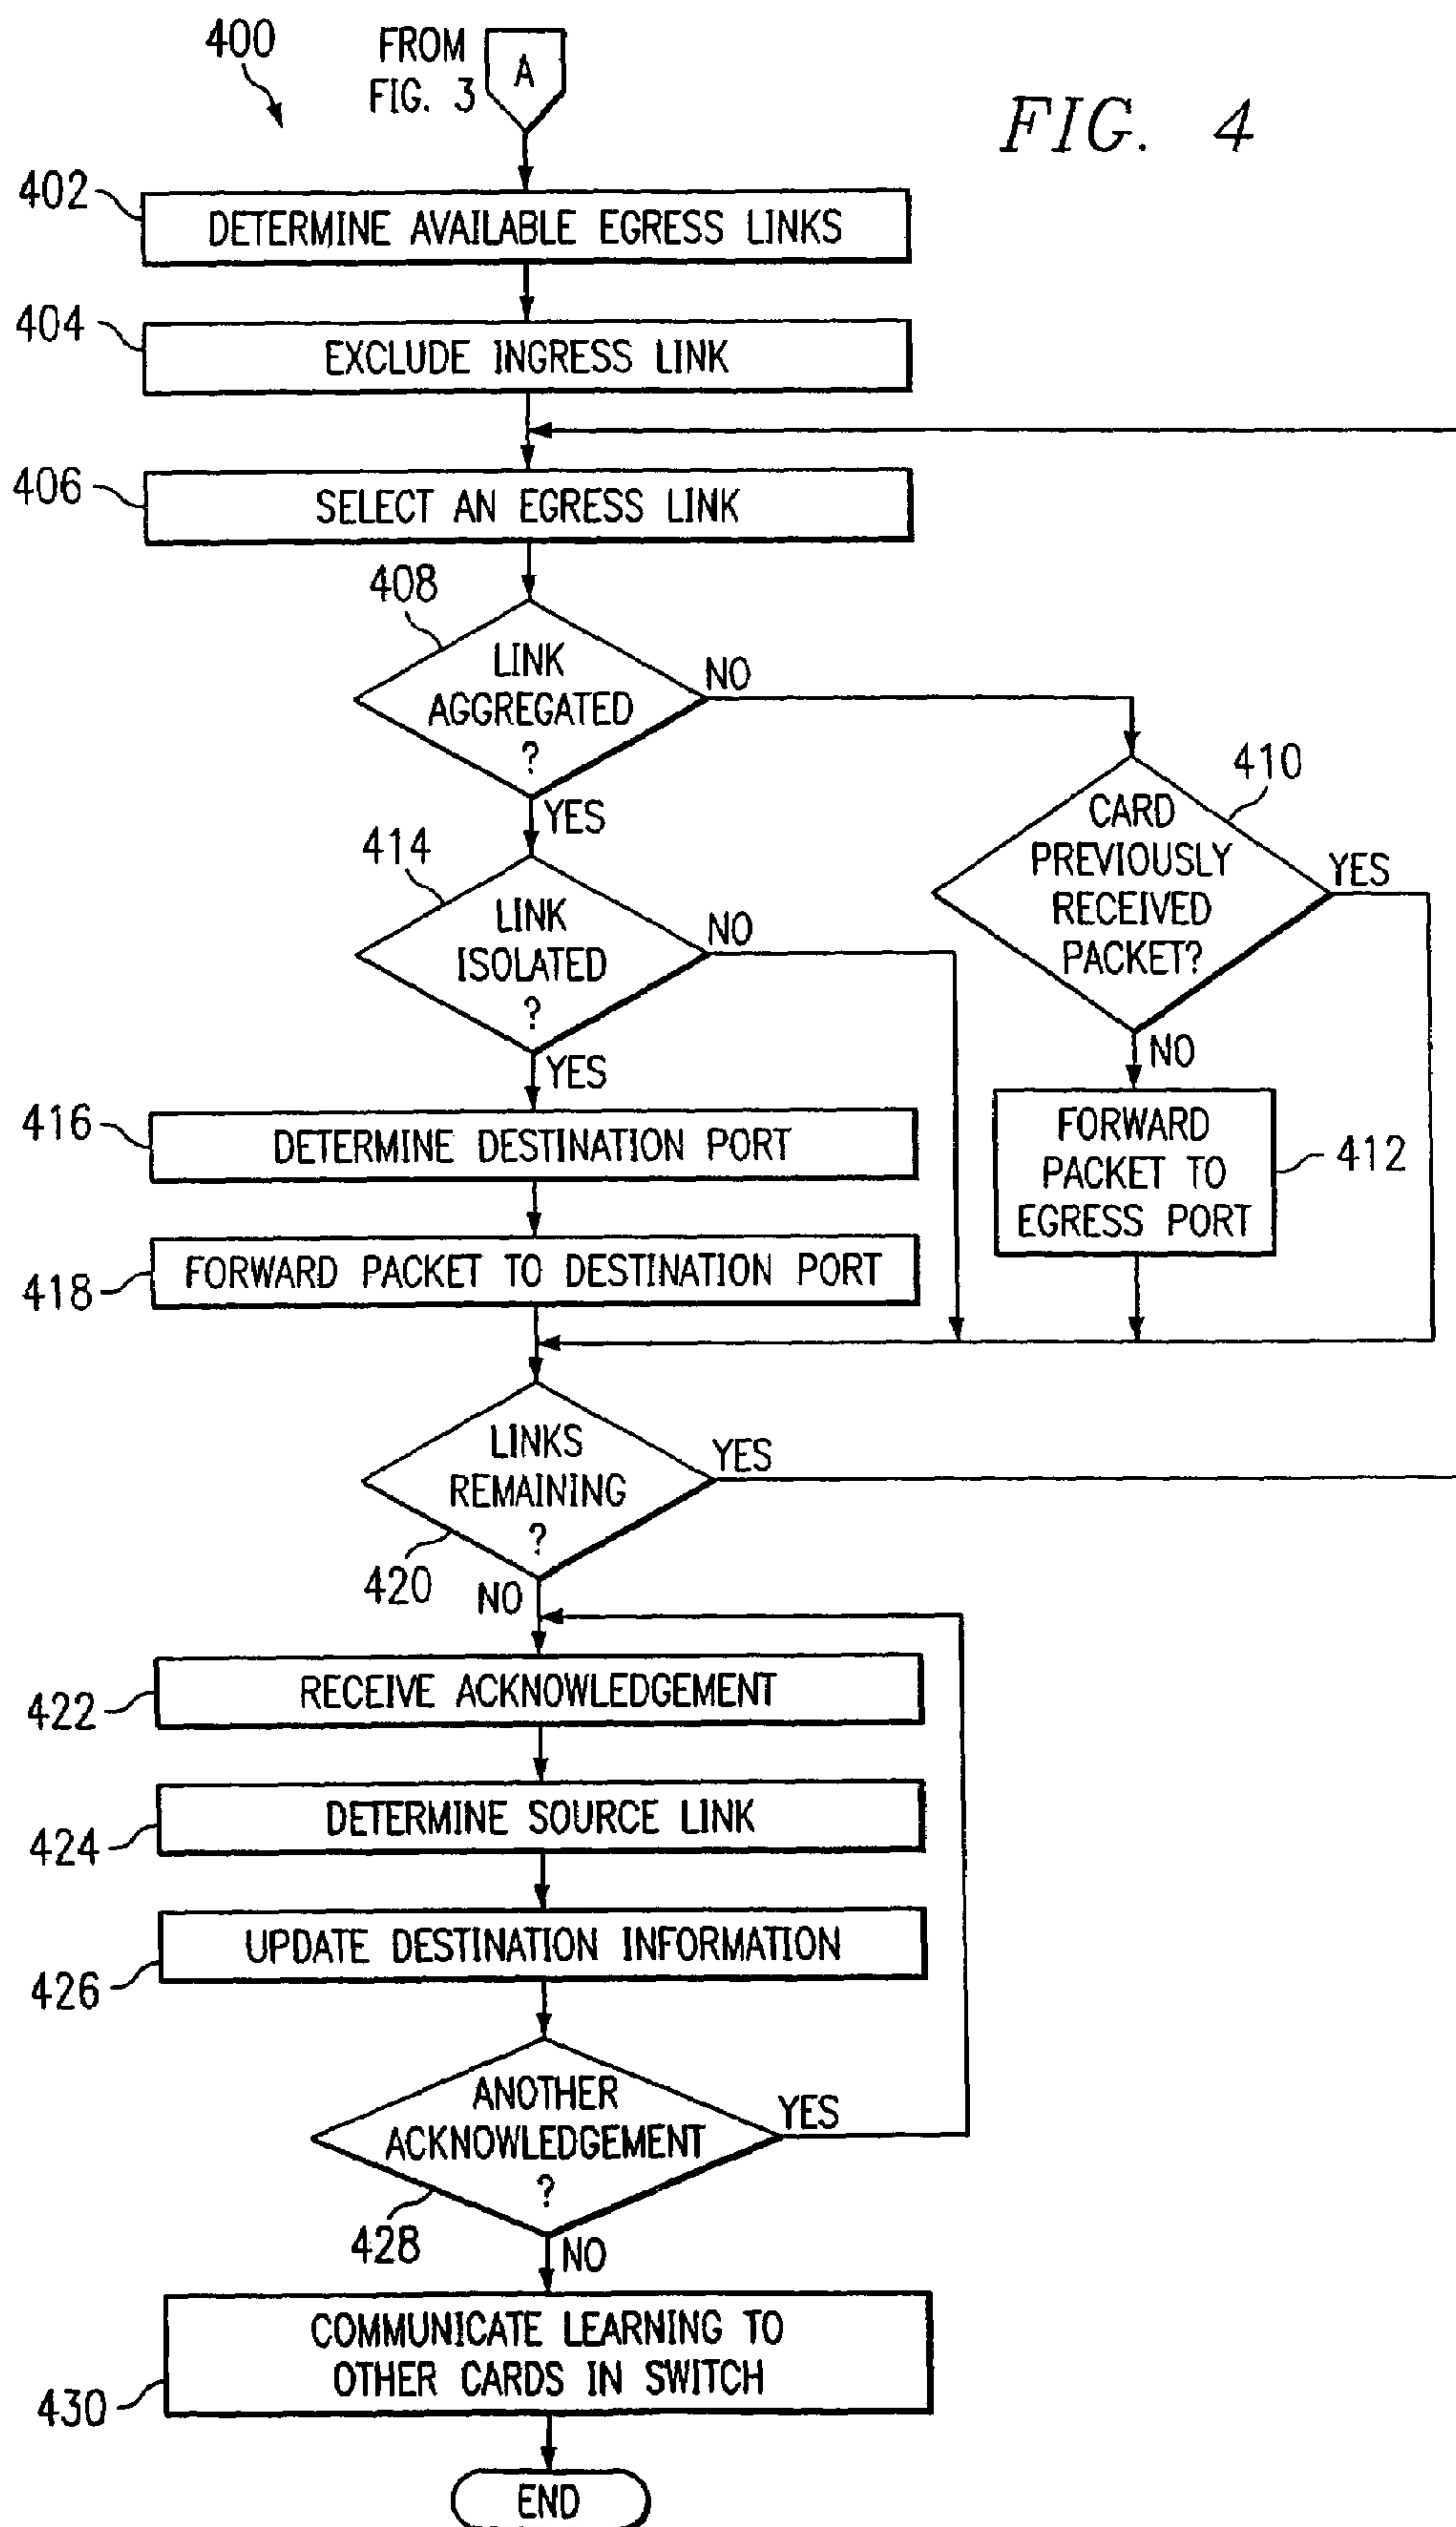 400
FROM
FIG. 3
A
FIG. 4
402
DETERMINE AVAILABLE EGRESS LINKS
404
EXCLUDE INGRESS LINK
406
SELECT AN EGRESS LINK
408
LINK
AGGREGATED
?
NO
YES
410
CARD
PREVIOUSLY
RECEIVED
PACKET?
YES
NO
414
LINK
ISOLATED
?
NO
YES
412
FORWARD
PACKET TO
EGRESS PORT
416
DETERMINE DESTINATION PORT
418
FORWARD PACKET TO DESTINATION PORT
LINKS
REMAINING
?
YES
420
NO
422
RECEIVE ACKNOWLEDGEMENT
424
DETERMINE SOURCE LINK
426
UPDATE DESTINATION INFORMATION
ANOTHER
ACKNOWLEDGEMENT
?
YES
428
NO
430
COMMUNICATE LEARNING TO
OTHER CARDS IN SWITCH
END